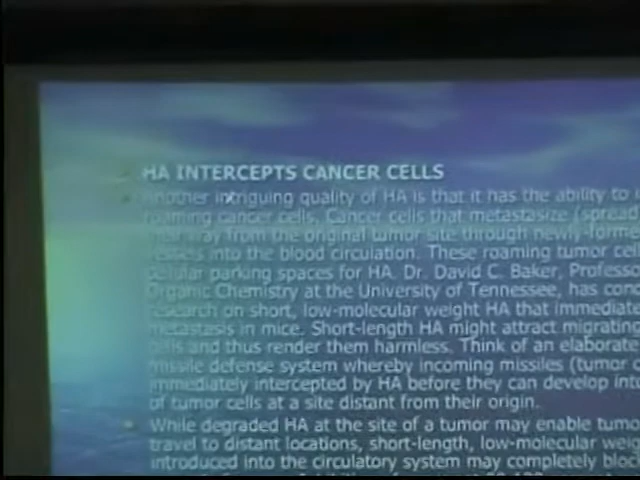 HA INTERCEPTS CANCER CELLS
Another intriguing quality of HA is that it has the ability to
roaming cancer cells. Cancer cells that metastasize (spread
their way from the original tumor site through newly-forme
vessels into the blood circulation. These roaming tumor cel
cellular parking spaces for HA. Dr. David C. Baker, Profess
Organic Chemistry at the University of Tennessee, has con
research on short, low-molecular weight HA that immediat
metastasis in mice. Short-length HA might attract migrating
cells and thus render them harmless. Think of an elaborate
missile defense system whereby incoming missiles (tumor c
immediately intercepted by HA before they can develop int
of tumor cells at a site distant from their origin.
While degraded HA at the site of a tumor may enable tumo
travel to distant locations, short-length, low-molecular weig
introduced into the circulatory system may completely bloc